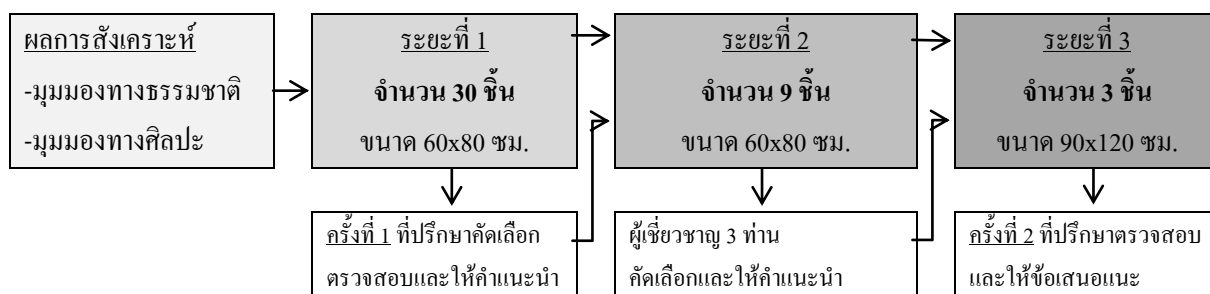 ผลการสังเคราะห์
-มุมมองทางธรรมชาติ
-มุมมองทางศิลปะ
ระยะที่ 1
จำนวน 30 ชิ้น
ขนาด 60x80 ซม.
ระยะที่ 2
จำนวน 9 ชิ้น
ขนาด 60x80 ซม.
ระยะที่ 3
จำนวน 3 ชิ้น
ขนาด 90x120 ซม.
ครั้งที่ 1 ที่ปรึกษาคัดเลือก
ตรวจสอบและให้คำแนะนำ
ผู้เชี่ยวชาญ 3 ท่าน
คัดเลือกและให้คำแนะนำ
ครั้งที่ 2 ที่ปรึกษาตรวจสอบ
และให้ข้อเสนอแนะ